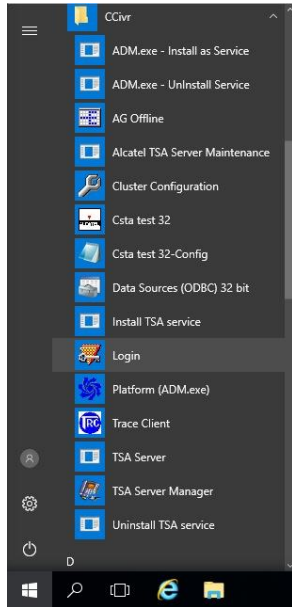 CCivr
ADM.exe - Install as Service
ADM.exe - UnInstall Service
AG Offline
Alcatel TSA Server Maintenance
Cluster Configuration
Csta test 32
Csta test 32-Config
Data Sources (ODBC) 32 bit
Install TSA service
Login
Platform (ADM.exe)
TRC
Trace Client
TSA Server
TSA Server Manager
Uninstall TSA service
D